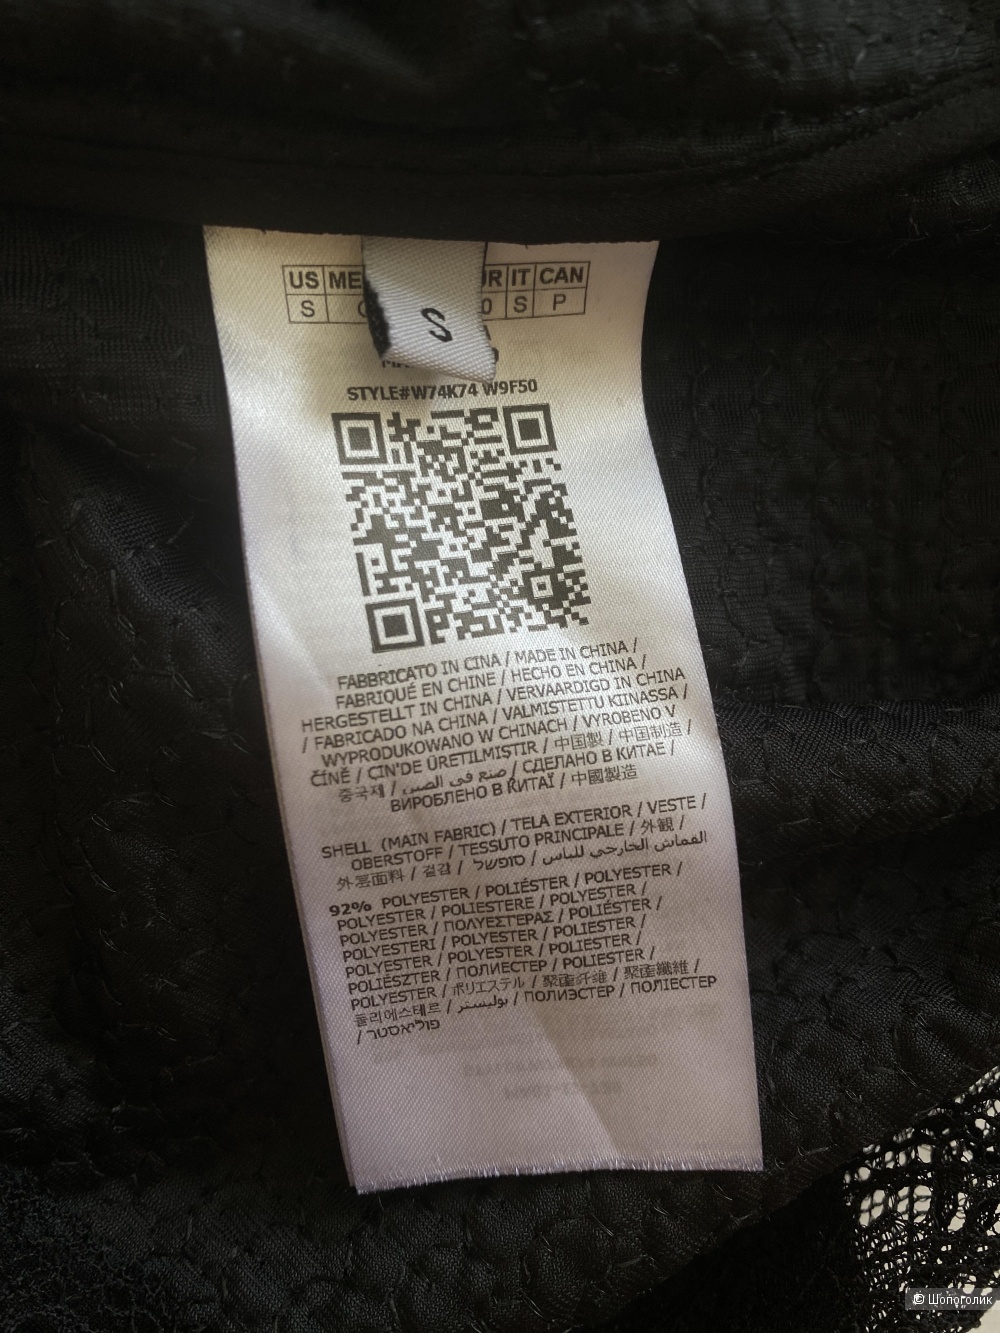 US IT CAN
S S P
S
STYLE#W74K74 W9F50
FABBRICATO IN CINA / MADE IN CHINA /
FABRIQUÉ EN CHINE / HECHO EN CHINA /
HERGESTELLT IN CHINA / VERVAARDIGD IN CHINA
/ FABRICADO NA CHINA / VALMISTETTU KIINASSA /
WYPRODUKOWANO W CHINACH / VYROBENO V
ČÍNĚ / CIN'DE ÜRETILMISTIR / 中国製 / 中国制造 /
중국제 / صنع في الصين / СДЕЛАНО В КИТАЕ /
ВИРОБЛЕНО В КИТАЇ / 中國製造
SHELL (MAIN FABRIC) / TELA EXTERIOR / VESTE /
OBERSTOFF / TESSUTO PRINCIPALE / 外観 /
外层面料 / 겉감 / סופשל / القماش الخارجي للباس
92% POLYESTER / POLIÉSTER / POLYESTER /
POLYESTER / POLIESTERE / POLYESTER /
POLYESTER / ΠΟΛΥΕΣΤΕΡΑΣ / POLIÉSTER /
POLYESTERI / POLYESTER / POLIESTER /
POLYESTER / POLYESTER / POLIESTER /
POLIÉSZTER / ПОЛИЕСТЕР / POLIESTER /
POLYESTER / ポリエステル / 聚酯纤维 / 聚酯纖維 /
폴리에스테르 / بوليستر / ПОЛИЭСТЕР / ПОЛІЕСТЕР
/ פוליאסטר
© Шопоголик